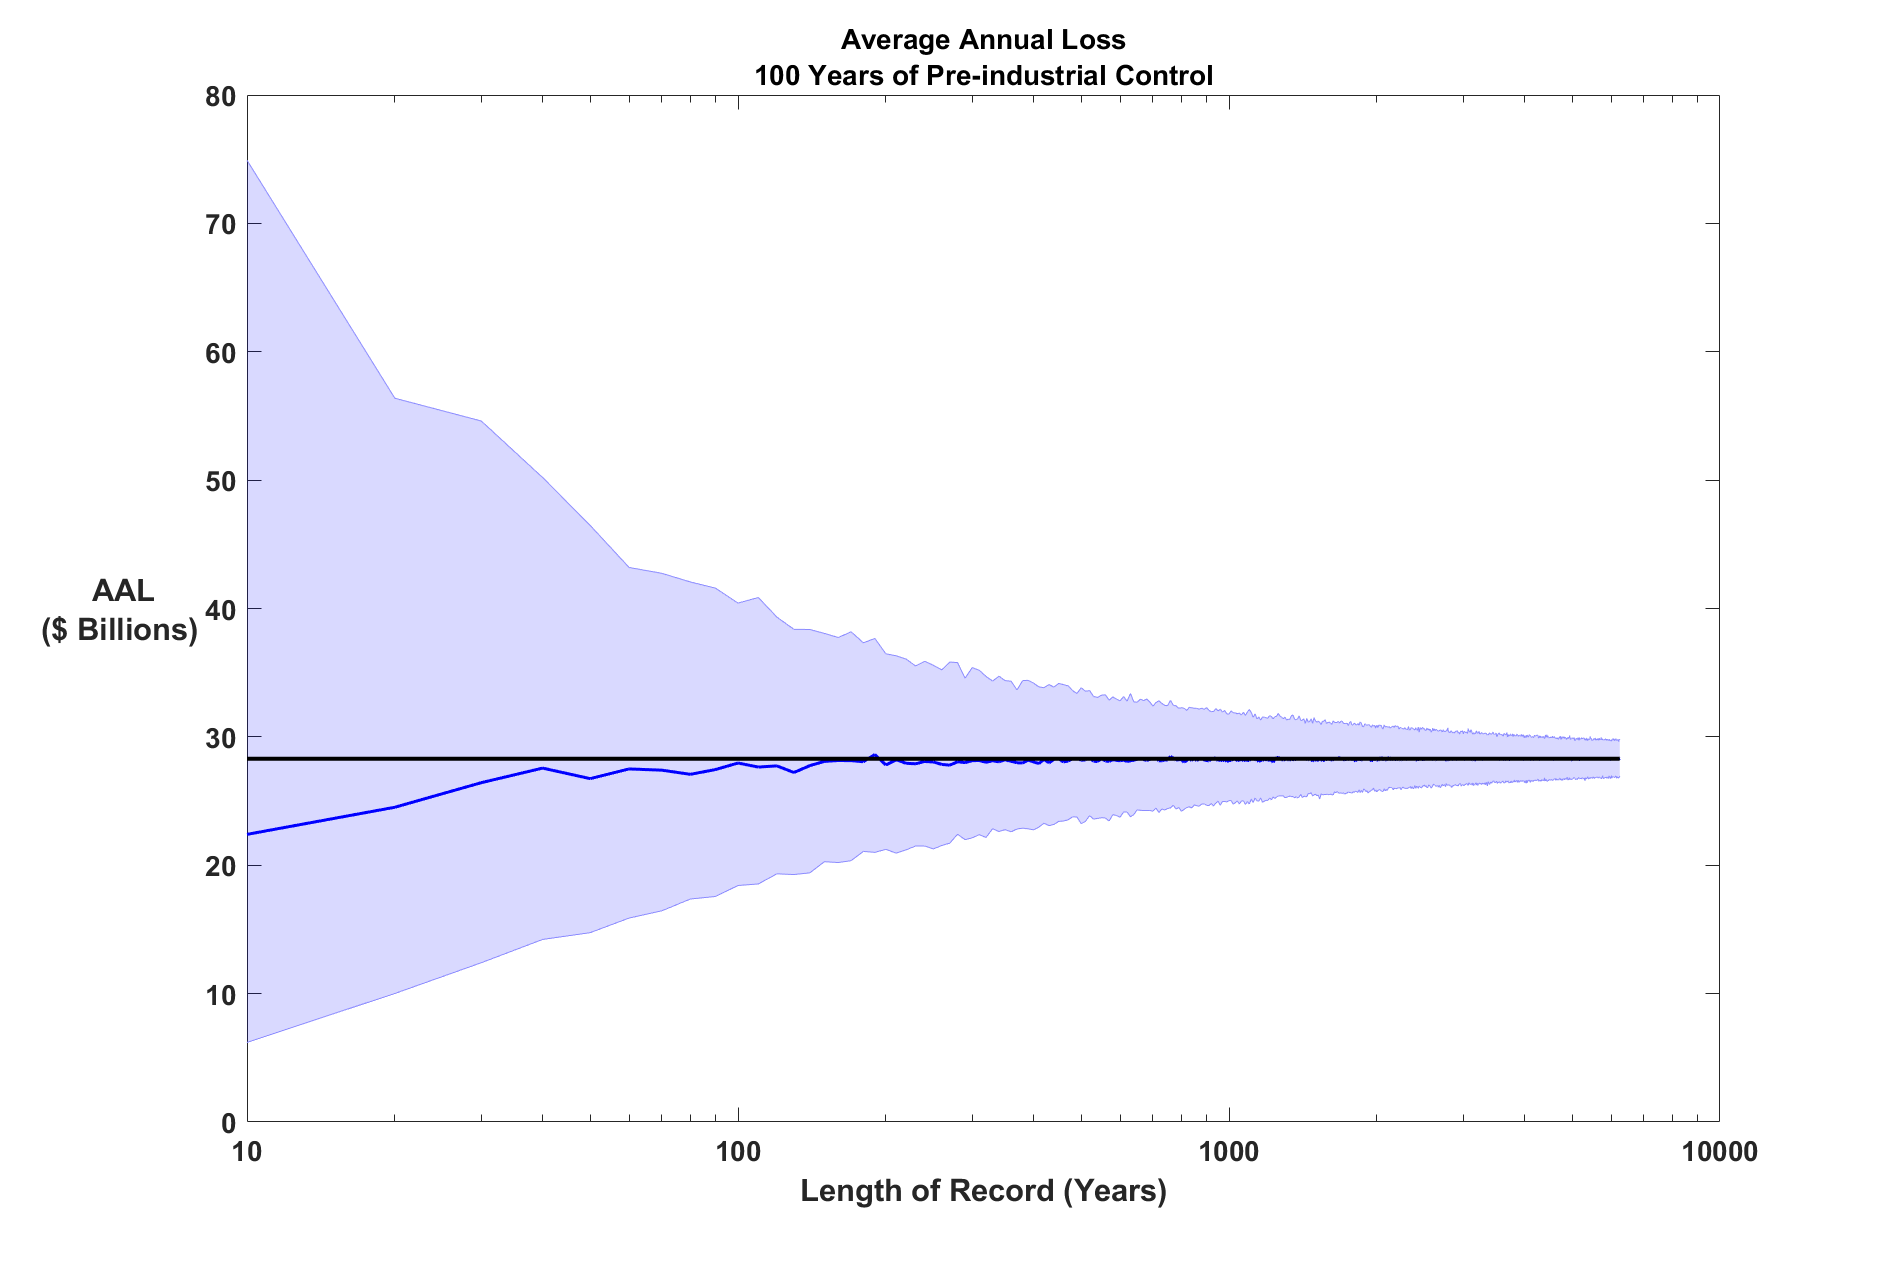 Average Annual Loss
100 Years of Pre-industrial Control
80
70
60
50
40
30
20
10
0
AAL
($ Billions)
10
100
1000
10000
Length of Record (Years)